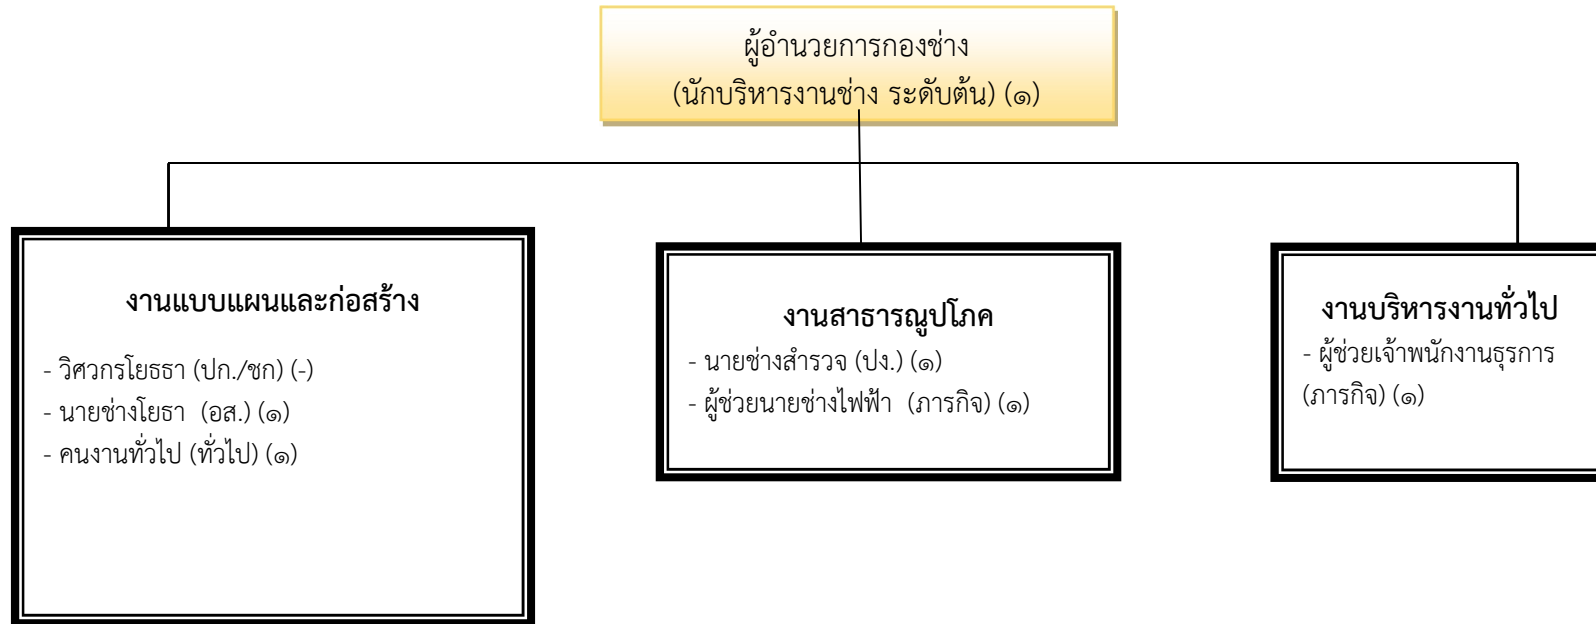 ผู้อำนวยการกองช่าง
(นักบริหารงานช่าง ระดับต้น) (๑)
งานแบบแผนและก่อสร้าง
- วิศวกรโยธธา (ปก./ชก) (-)
- นายช่างโยธา (อส.) (๑)
- คนงานทั่วไป (ทั่วไป) (๑)
งานสาธารณูปโภค
- นายช่างสำรวจ (ปง.) (๑)
- ผู้ช่วยนายช่างไฟฟ้า (ภารกิจ) (๑)
งานบริหารงานทั่วไป
- ผู้ช่วยเจ้าพนักงานธุรการ
(ภารกิจ) (๑)